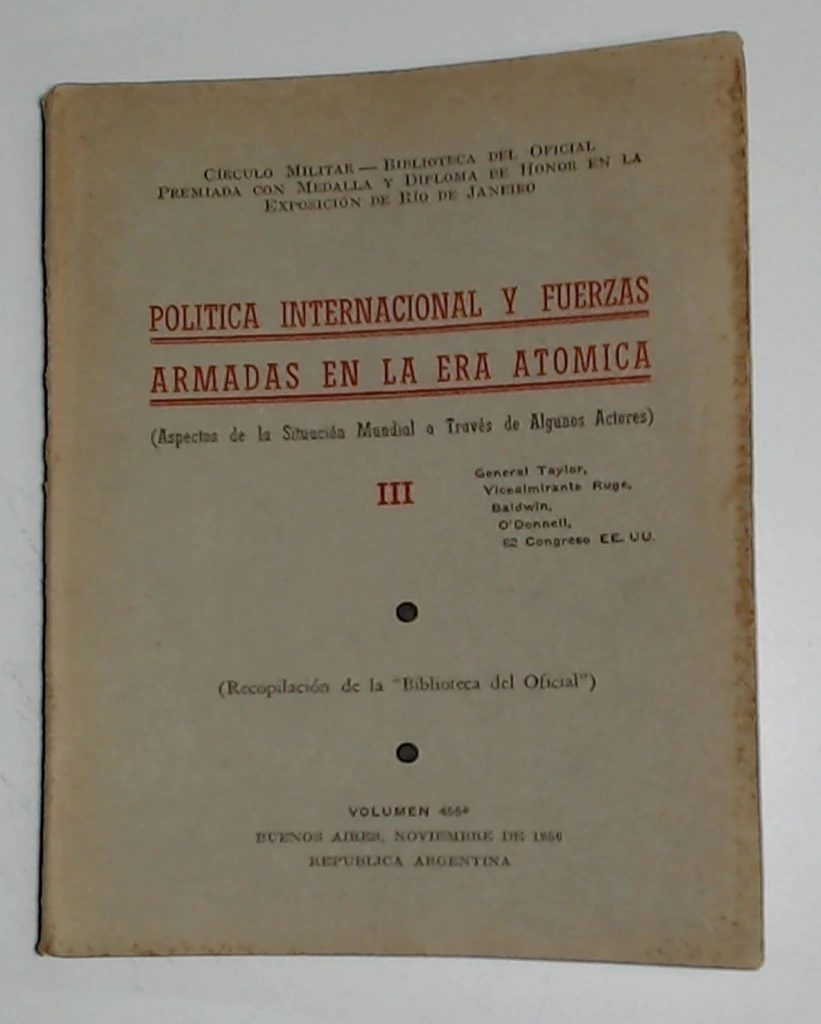 CÍRCULO MILITAR — BIBLIOTECA DEL OFICIAL
PREMIADA CON MEDALLA Y DIPLOMA DE HONOR EN LA
EXPOSICIÓN DE RÍO DE JANEIRO
POLITICA INTERNACIONAL Y FUERZAS
ARMADAS EN LA ERA ATOMICA
(Aspectos de la Situación Mundial a Través de Algunos Actores)
III
General Taylor,
Vicealmirante Ruge,
Baldwin,
O'Donnell,
82 Congreso EE. UU.
(Recopilación de la "Biblioteca del Oficial")
VOLUMEN
BUENOS AIRES, NOVIEMBRE DE 1956
REPUBLICA ARGENTINA